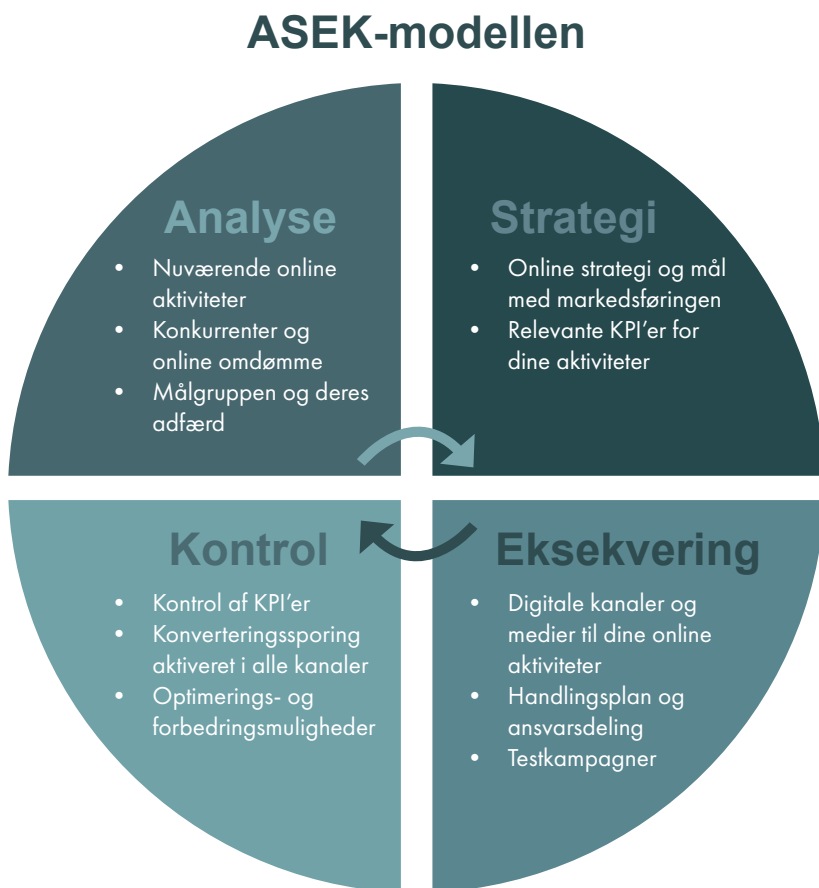 ASEK-modellen
Analyse
• Nuværende online
aktiviteter
• Konkurrenter og
online omdømme
• Målgruppen og deres
adfærd
Strategi
• Online strategi og mål
med markedsføringen
• Relevante KPI’er for
dine aktiviteter
Kontrol
• Kontrol af KPI’er
• Konverteringssporing
aktiveret i alle kanaler
• Optimerings- og
forbedringsmuligheder
Eksekvering
• Digitale kanaler og
medier til dine online
aktiviteter
• Handlingsplan og
ansvarsdeling
• Testkampagner